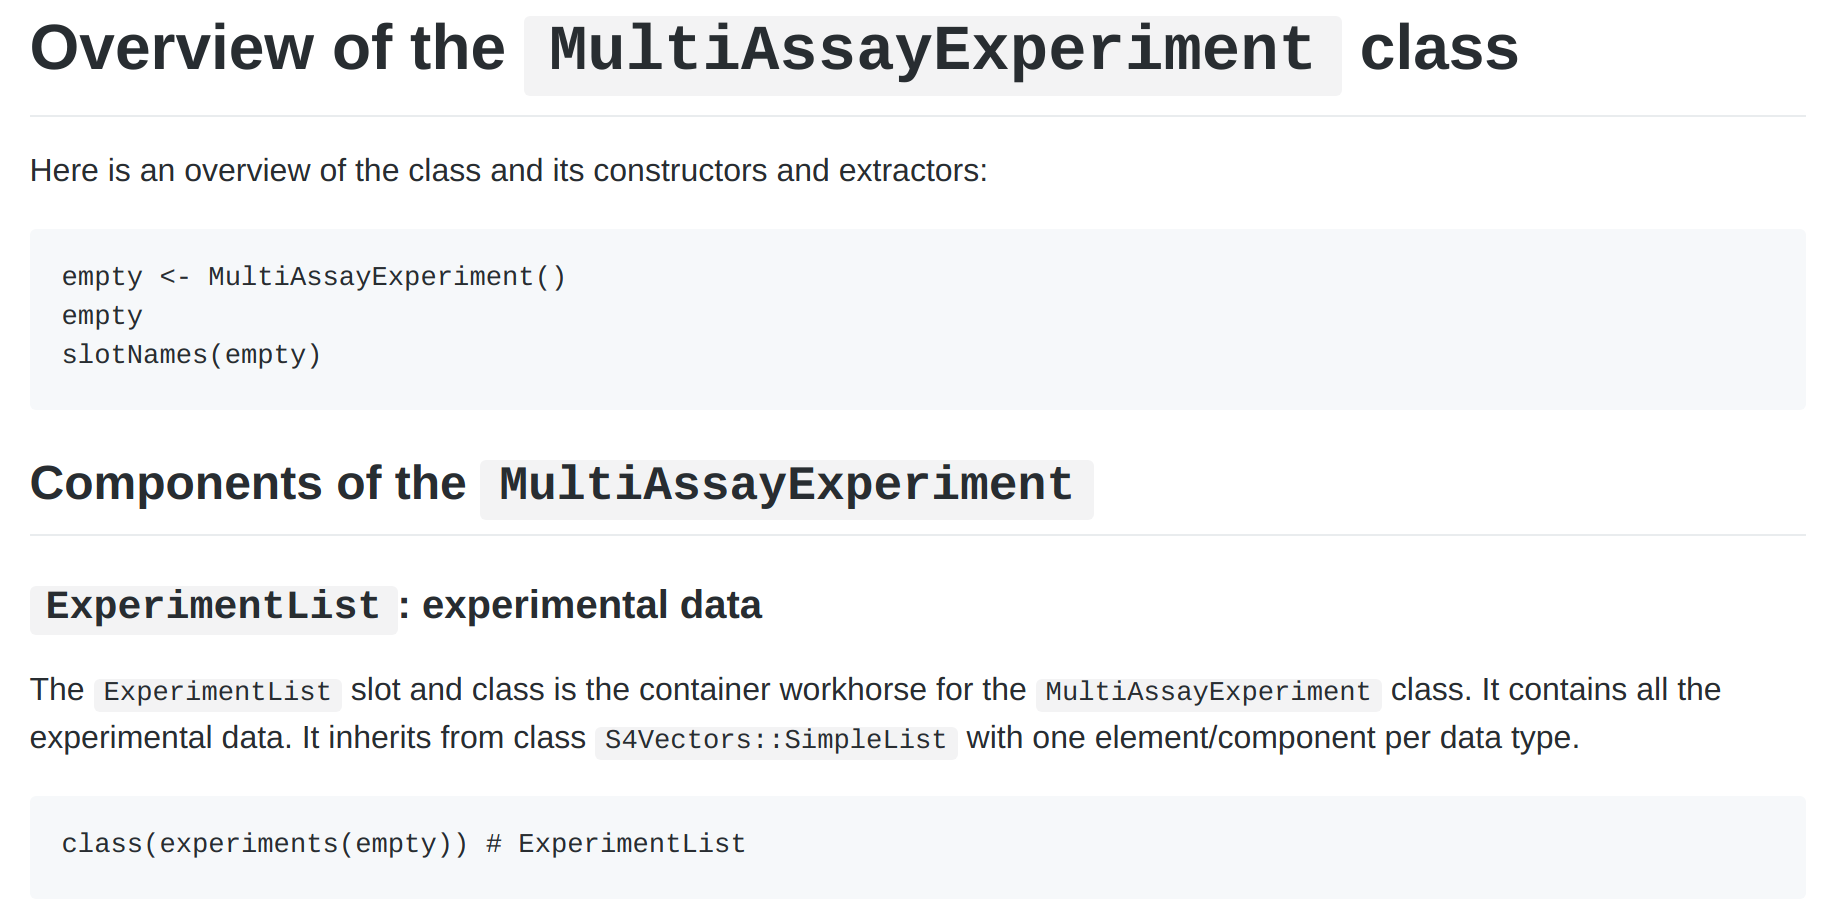 Overview of the MultiAssayExperiment class
Here is an overview of the class and its constructors and extractors:
empty <- MultiAssayExperiment()
empty
slotNames(empty)
Components of the MultiAssayExperiment
ExperimentList: experimental data
The ExperimentList slot and class is the container workhorse for the MultiAssayExperiment class. It contains all the
experimental data. It inherits from class S4Vectors::SimpleList with one element/component per data type.
class(experiments(empty)) # ExperimentList